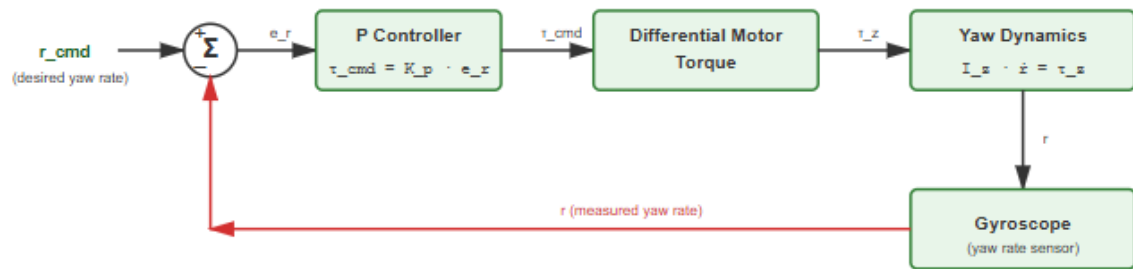 r_cmd
(desired yaw rate)
+
Σ
−
e_r
P Controller
τ_cmd = K_p · e_r
τ_cmd
Differential Motor
Torque
τ_z
Yaw Dynamics
I_z · ṙ = τ_z
r
Gyroscope
(yaw rate sensor)
r (measured yaw rate)